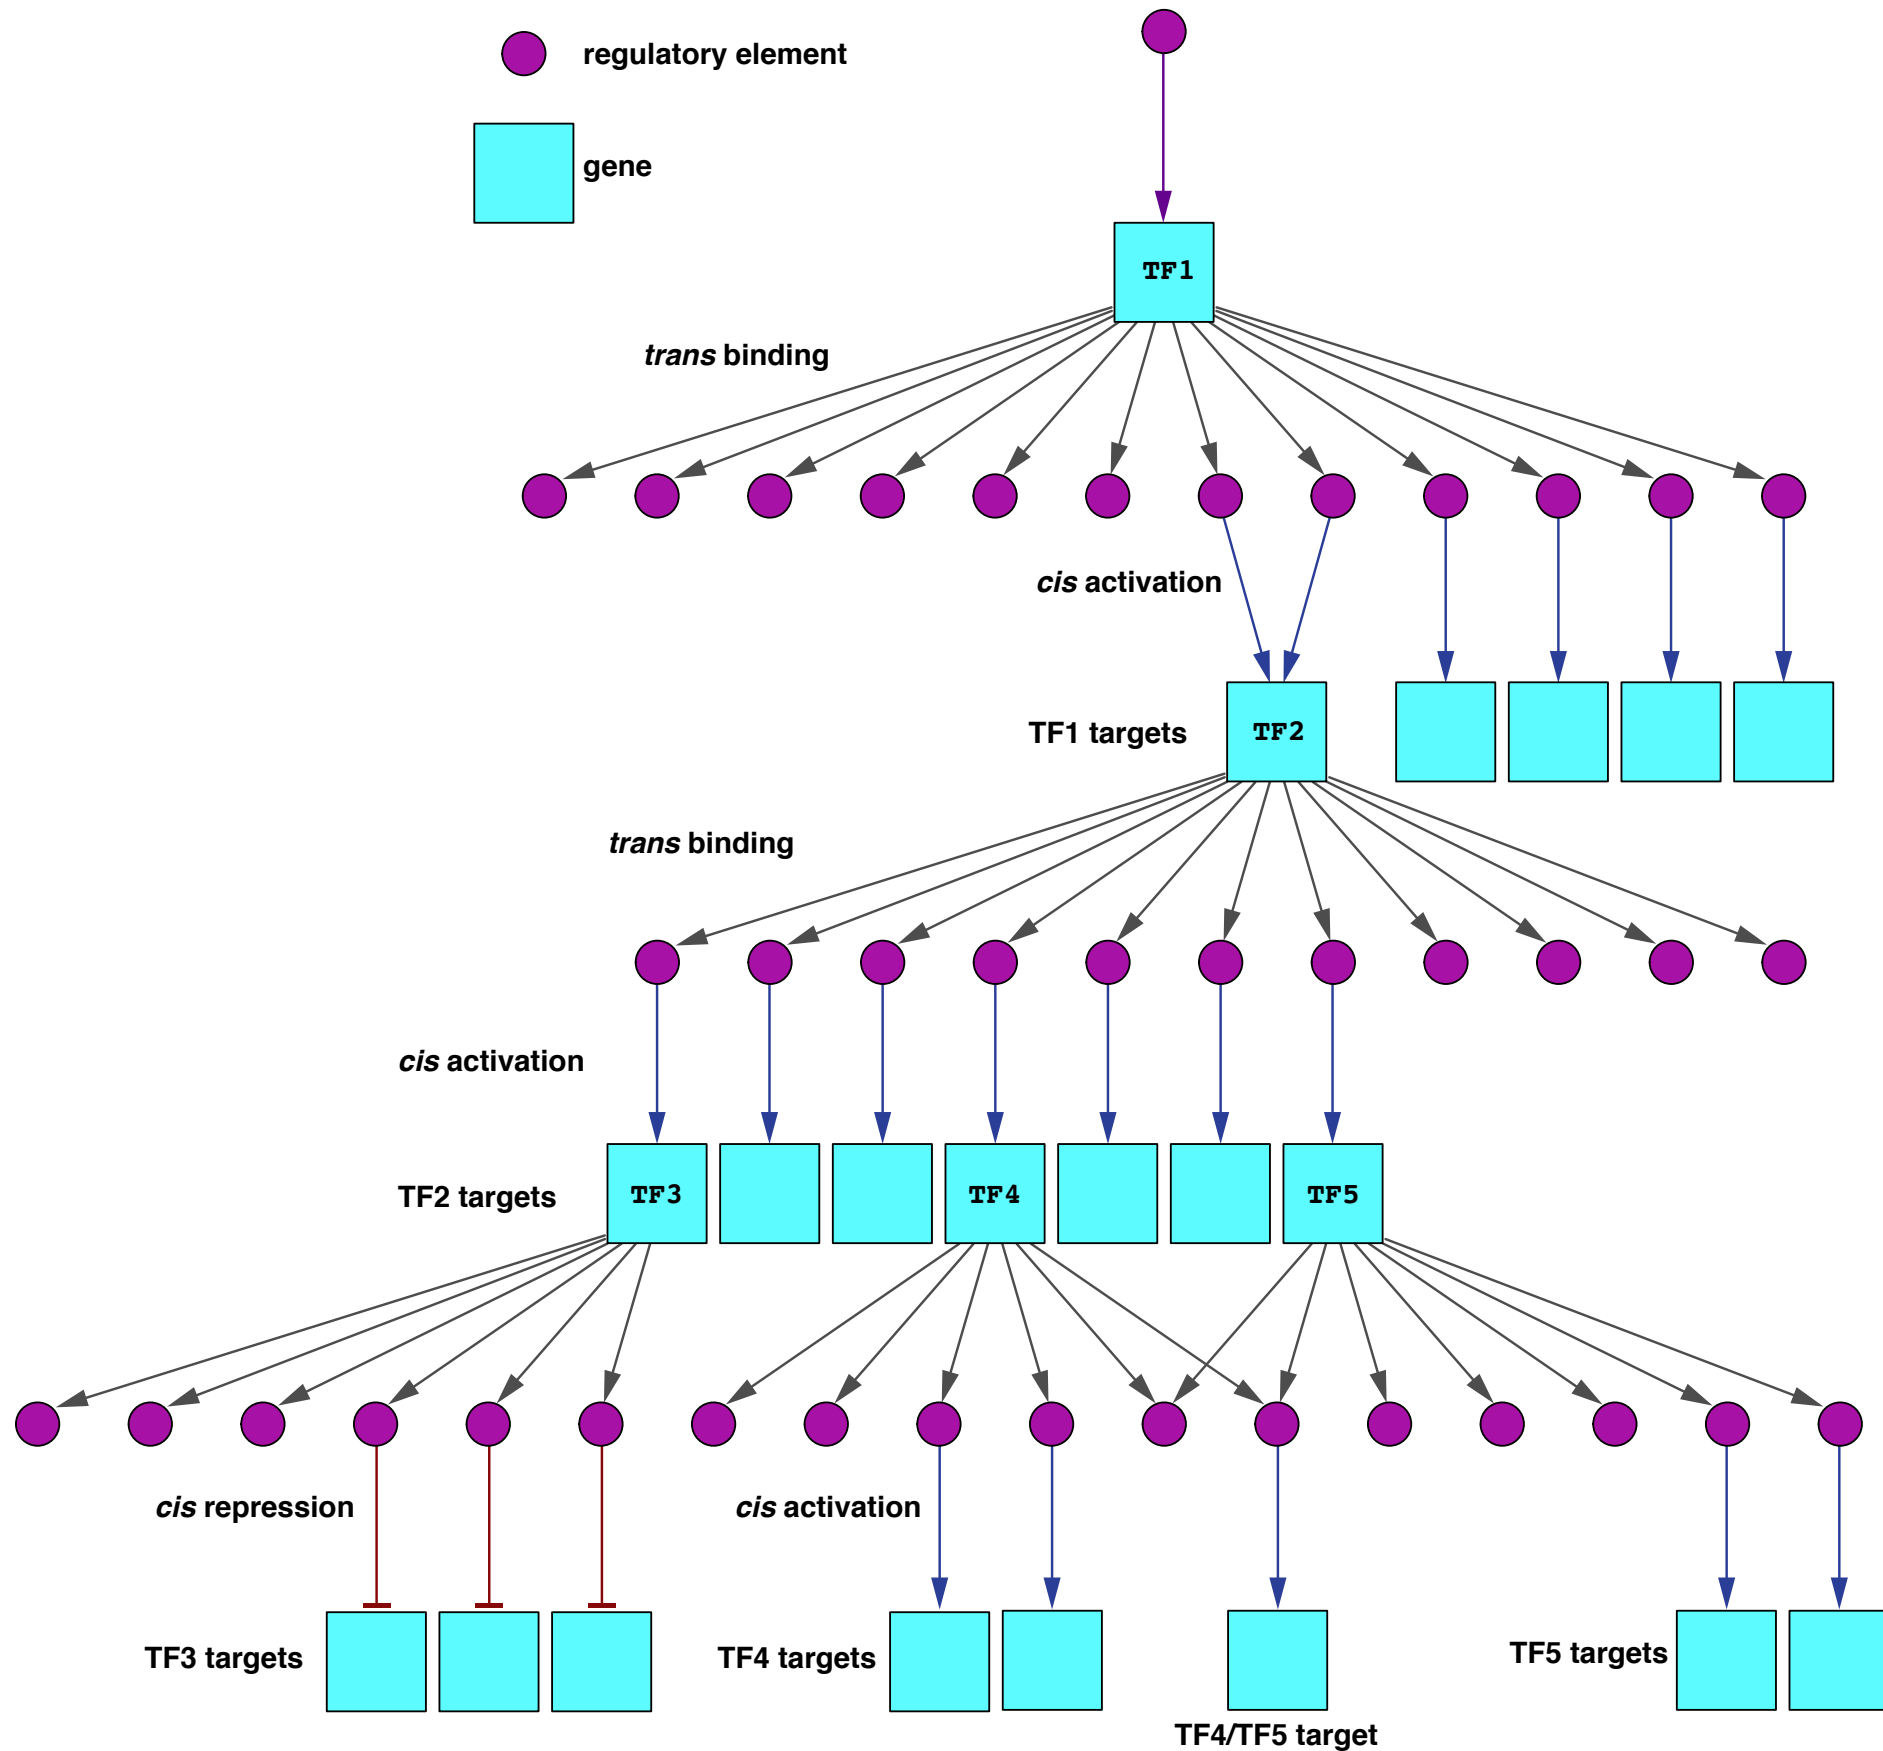 regulatory element
gene
TF1
trans binding
cis activation
TF1 targets
TF2
trans binding
cis activation
TF2 targets
TF3
TF4
TF5
cis repression
cis activation
TF3 targets
TF4 targets
TF5 targets
TF4/TF5 target